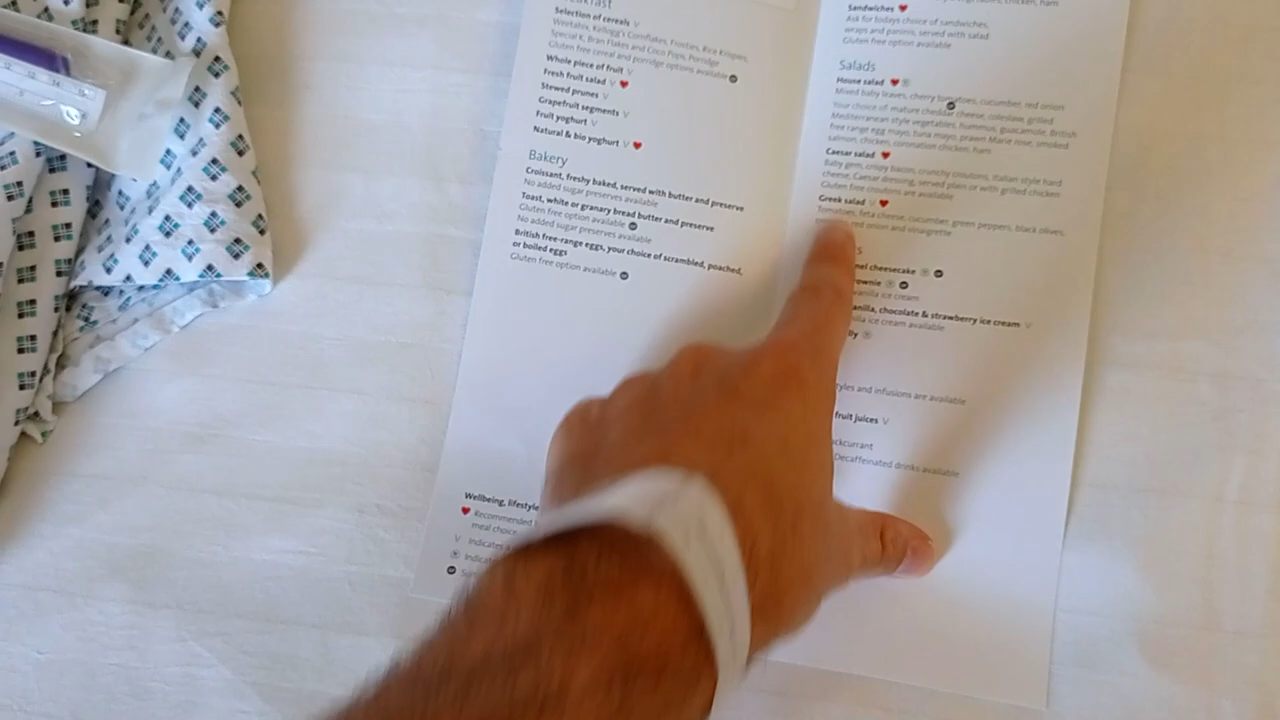 Selection of cereals V
Weetabix, Kellogg's Cornflakes, Frosties, Rice Krispies,
Special K, Bran Flakes and Coco Pops, Porridge
Gluten free cereal and porridge options available
Whole piece of fruit V
Fresh fruit salad V
Stewed prunes V
Grapefruit segments V
Fruit yoghurt V
Natural & bio yoghurt V
Bakery
Croissant, freshly baked, served with butter and preserve
No added sugar preserves available
Toast, white or granary bread butter and preserve
Gluten free option available
No added sugar preserves available
British free-range eggs, your choice of scrambled, poached,
or boiled eggs
Gluten free option available
Wellbeing, lifestyle
Recommended
meal choice
V Indicates
chicken, ham
Sandwiches
Ask for todays choice of sandwiches,
wraps and paninis, served with salad
Gluten free option available
Salads
House salad
Mixed baby leaves, cherry tomatoes, cucumber, red onions
Your choice of: mature cheddar cheese, coleslaw, grilled
Mediterranean style vegetables, hummus, guacamole, British
free range egg mayo, tuna mayo, prawn Marie rose, smoked
salmon, chicken, coronation chicken, ham
Caesar salad
Baby gem, crispy bacon, crunchy croutons, Italian style hard
cheese, Caesar dressing, served plain or with grilled chicken
Gluten free croutons are available
Greek salad V
Tomatoes, feta cheese, cucumber, green peppers, black olives,
red onion and vinaigrette
cheesecake
vanilla ice cream
chocolate & strawberry ice cream V
ice cream available
and infusions are available
fruit juices V
Decaffeinated drinks available